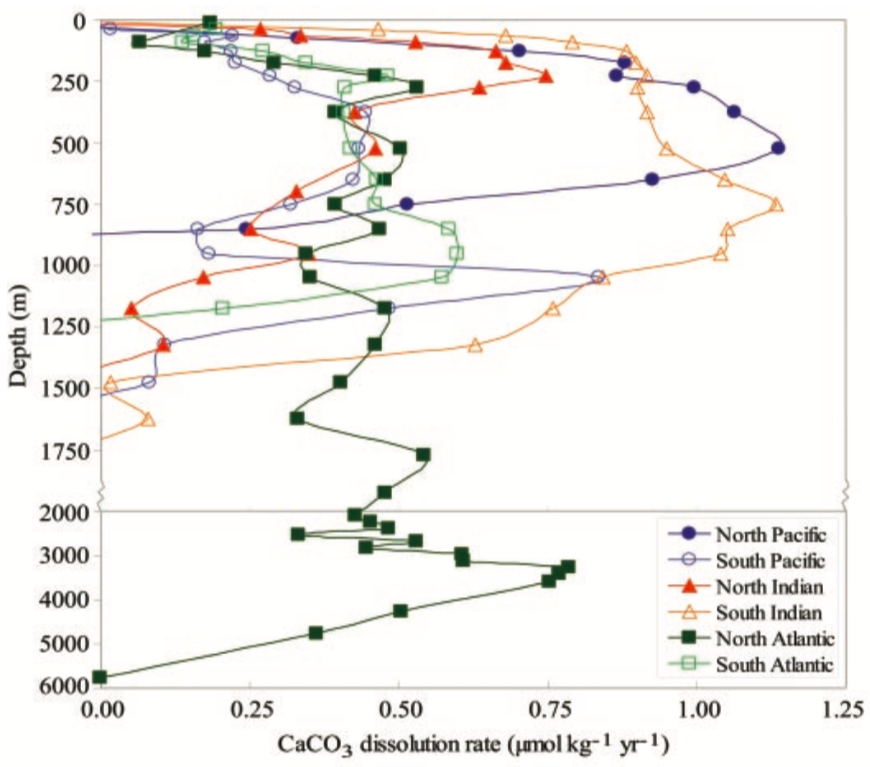 0
250
500
750
1000
1250
1500
1750
2000
3000
4000
5000
6000
Depth (m)
North Pacific
South Pacific
North Indian
South Indian
North Atlantic
South Atlantic
0.00 0.25 0.50 0.75 1.00 1.25
CaCO₃ dissolution rate (μmol kg⁻¹ yr⁻¹)